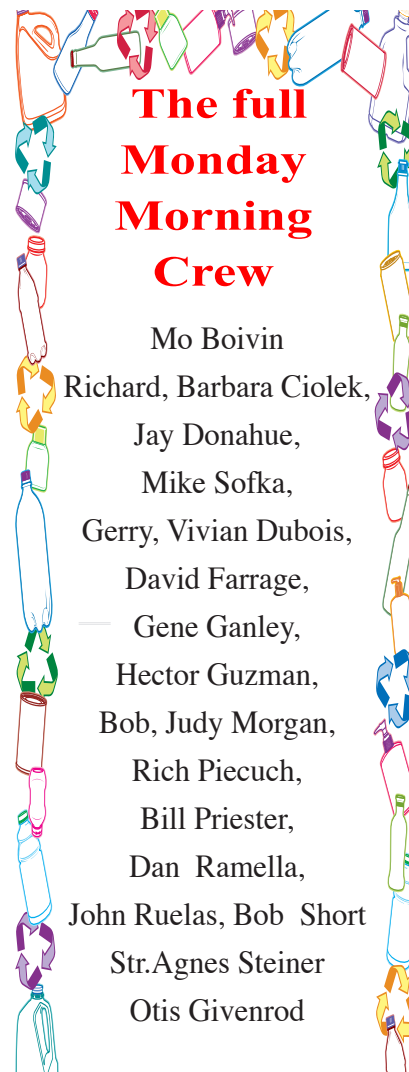 The full
Monday
Morning
Crew
Mo Boivin
Richard, Barbara Ciolek,
Jay Donahue,
Mike Sofka,
Gerry, Vivian Dubois,
David Farrage,
Gene Ganley,
Hector Guzman,
Bob, Judy Morgan,
Rich Piecuch,
Bill Priester,
Dan  Ramella,
John Ruelas, Bob  Short
Str.Agnes Steiner
Otis Givenrod